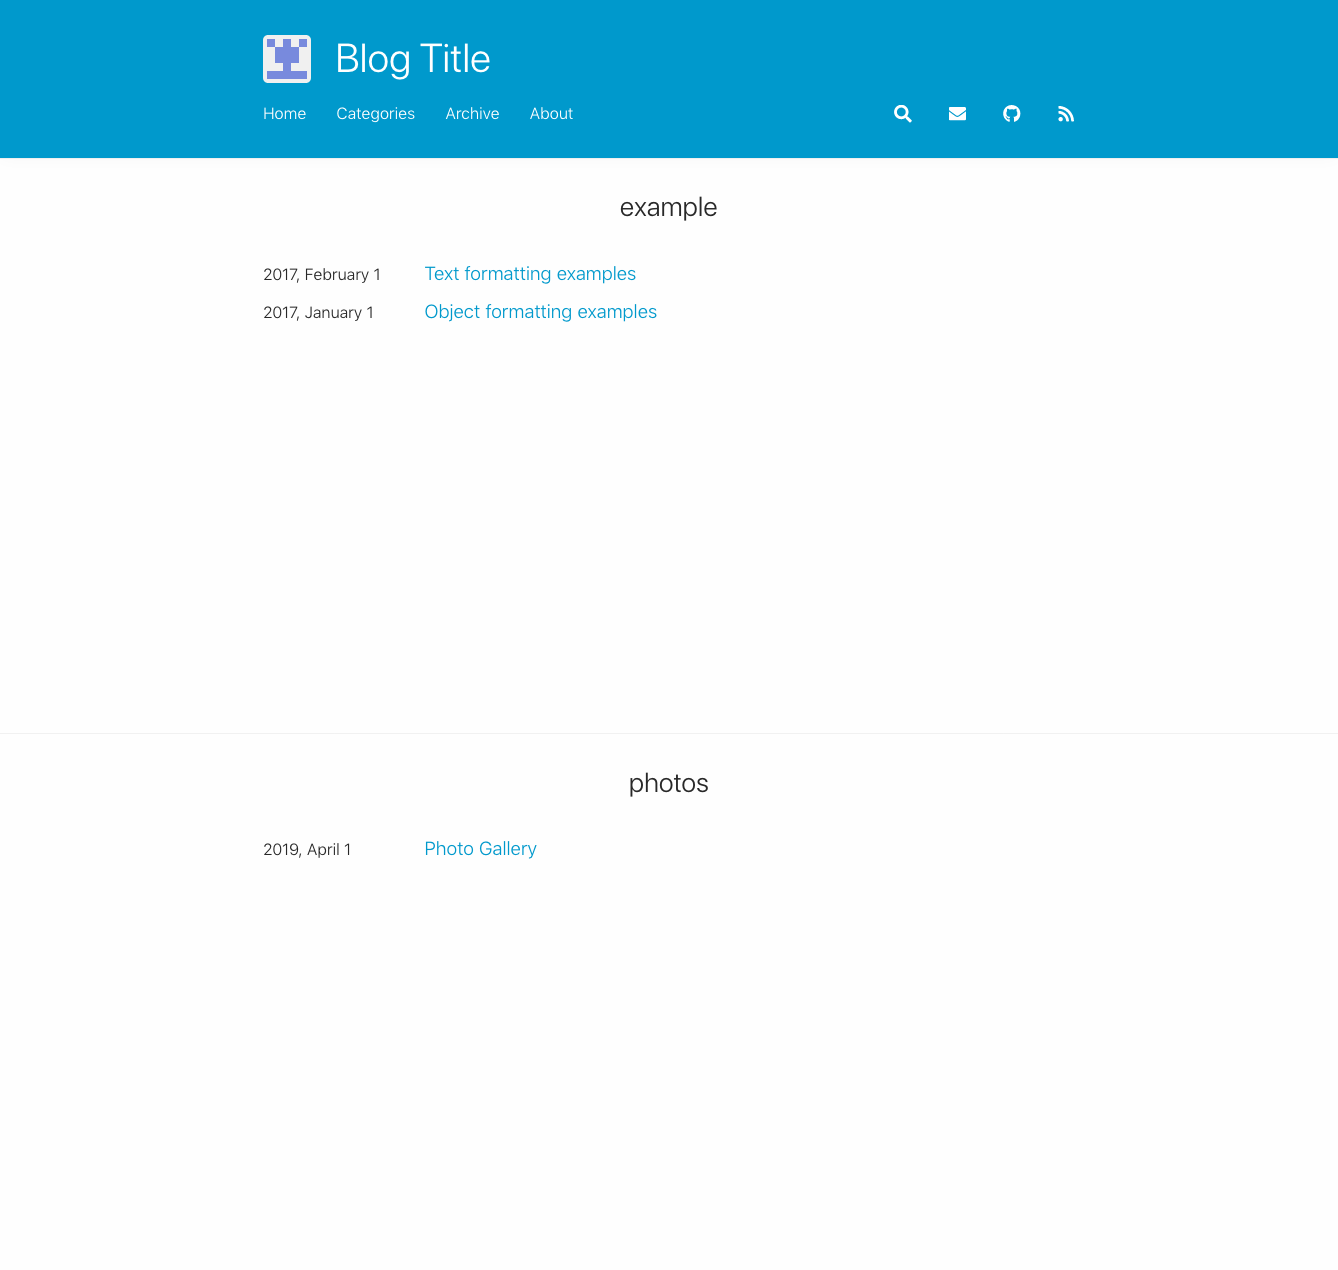 Blog Title
Home Categories Archive About
example
2017, February 1 Text formatting examples
2017, January 1 Object formatting examples
photos
2019, April 1 Photo Gallery